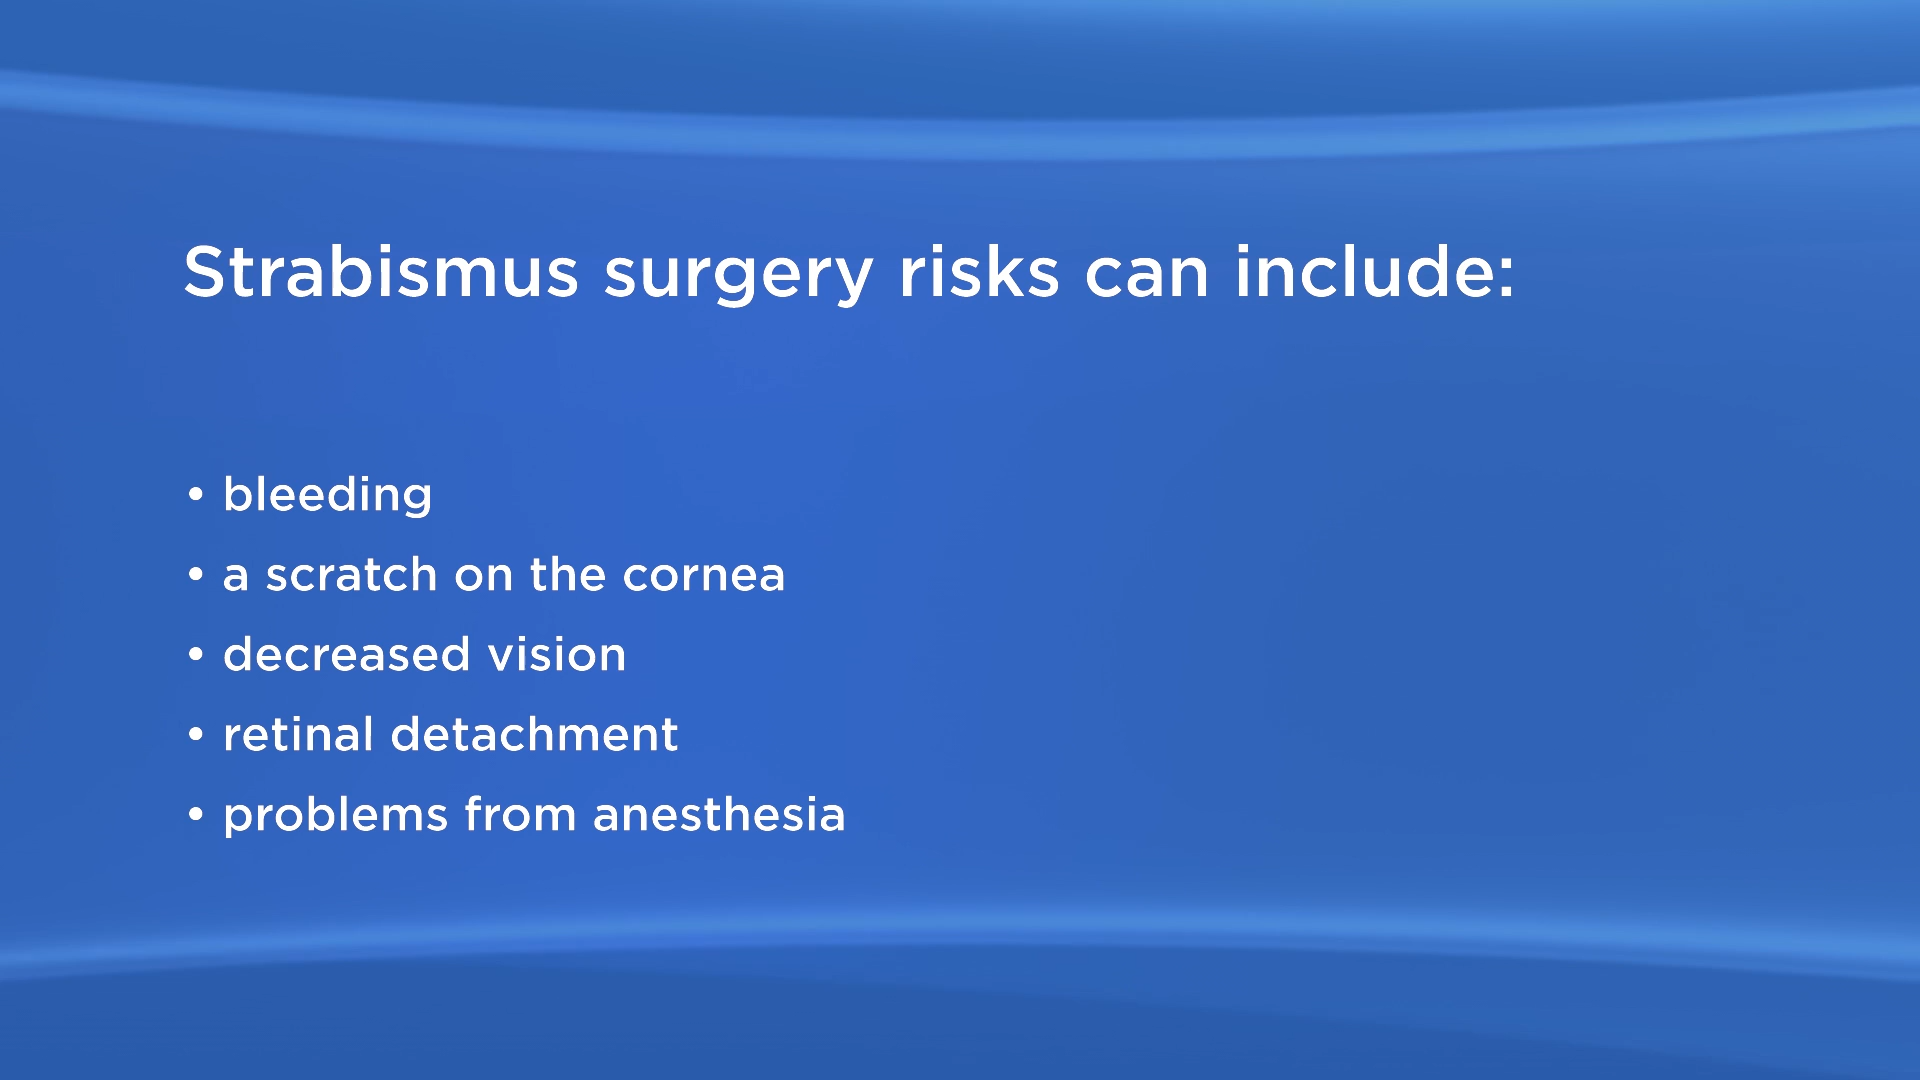 Strabismus surgery risks can include:
• bleeding
• a scratch on the cornea
• decreased vision
• retinal detachment
• problems from anesthesia